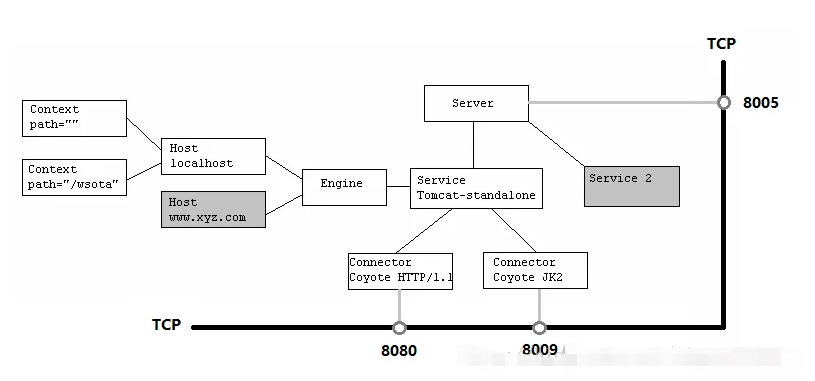 TCP
8005
Server
Context
path=""
Host
localhost
Context
path="/wsota"
Engine
Service
Tomcat-standalone
Service 2
Host
www.xyz.com
Connector
Coyote HTTP/1.1
Connector
Coyote JK2
TCP
8080
8009